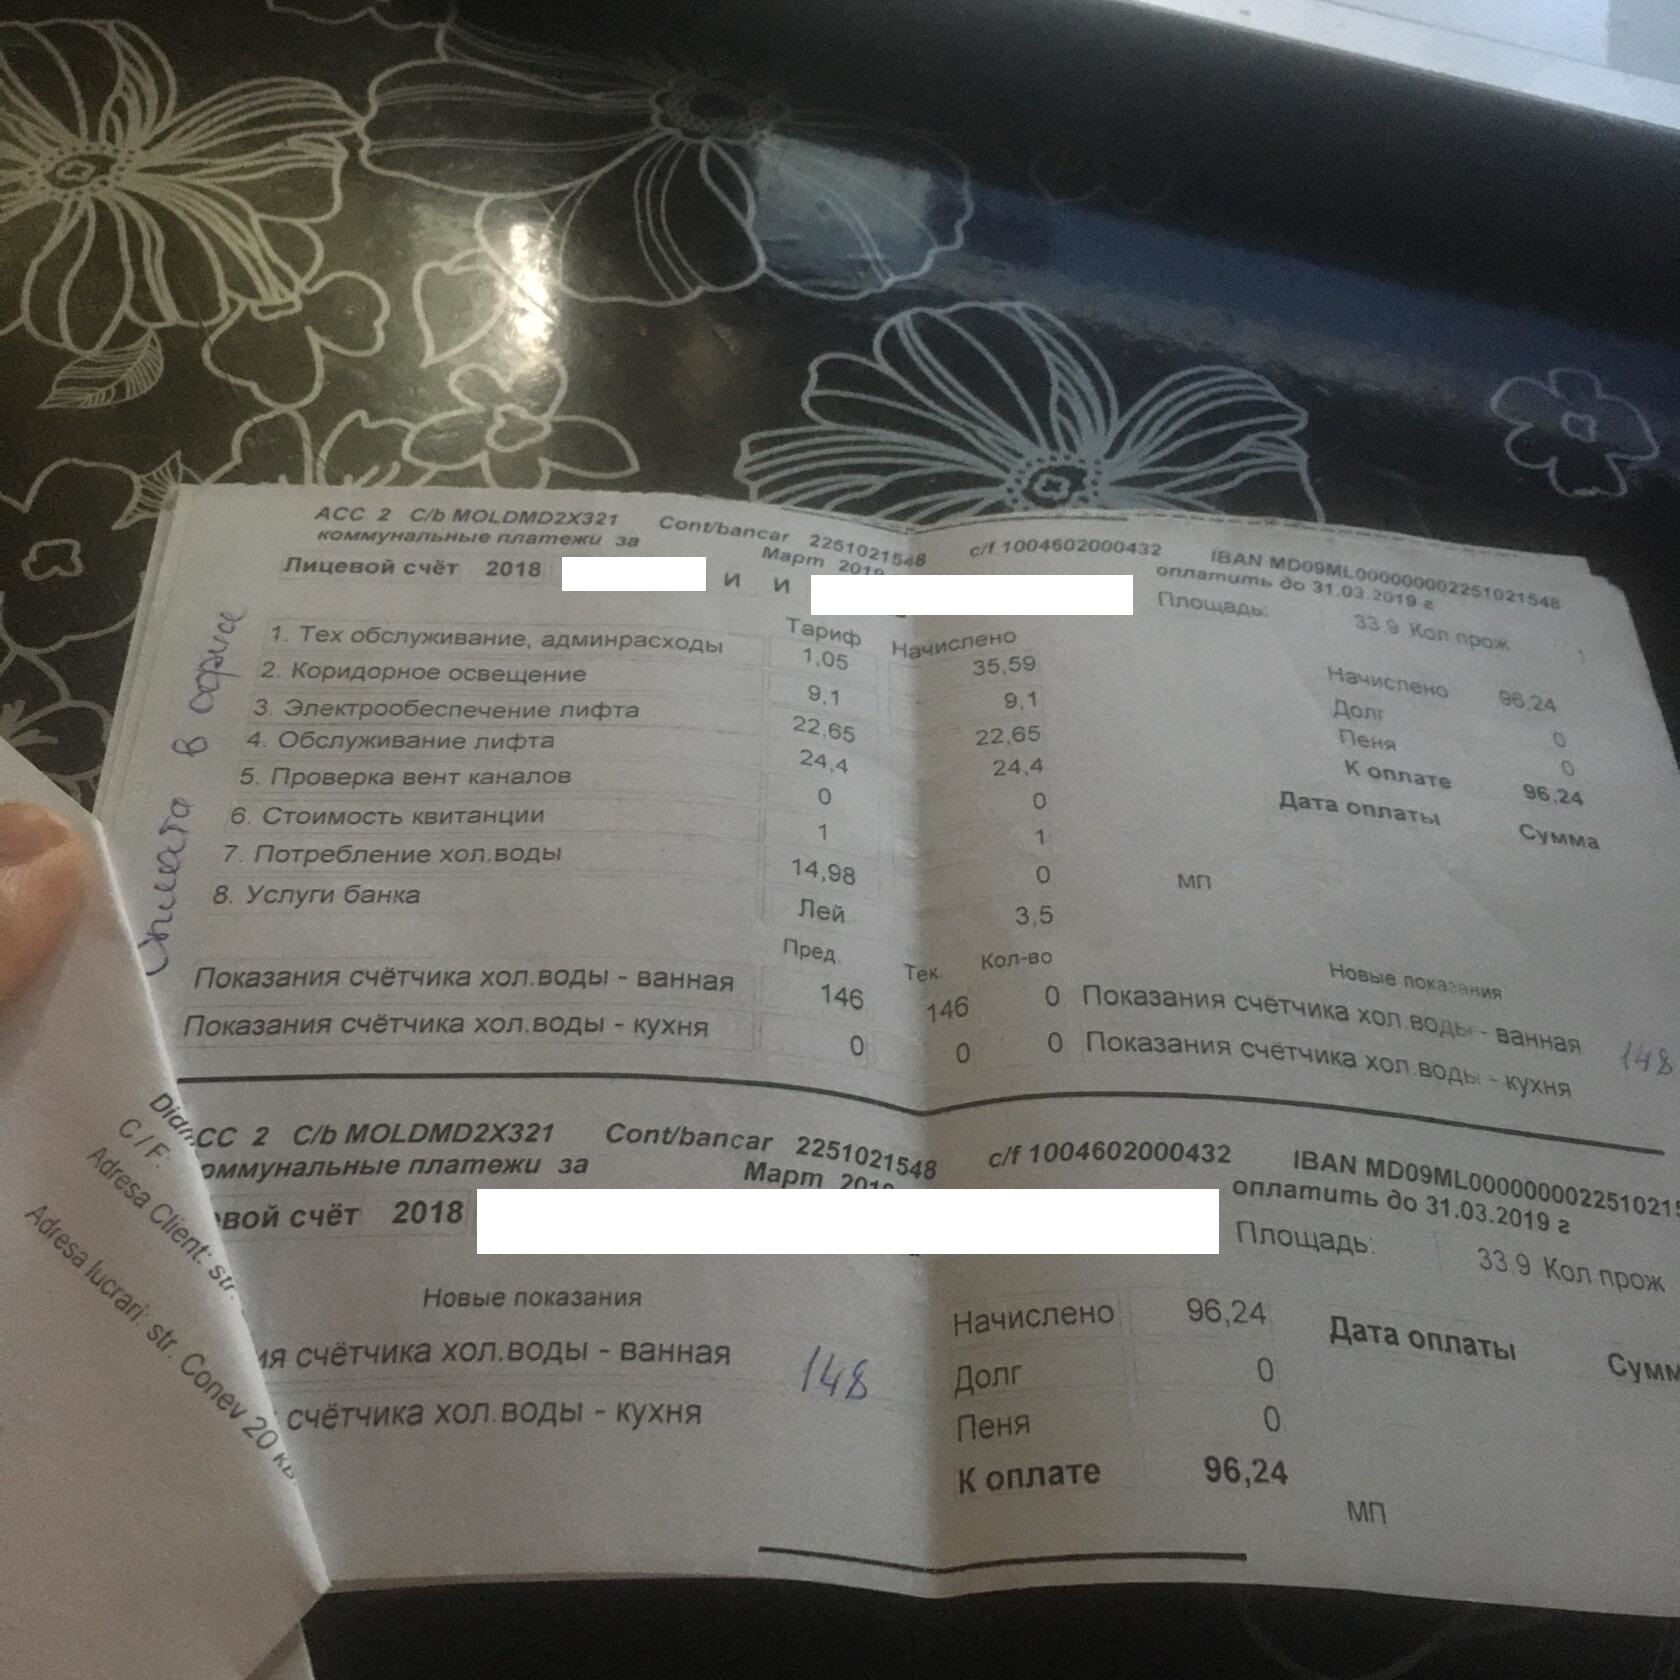 ACC 2 C/b MOLDMD2X321 Cont/bancar 2251021548 c/f 1004602000432 IBAN MD09ML000000002251021548
коммунальные платежи за Март 2019 оплатить до 31.03.2019 г
Лицевой счёт 2018 И И Площадь: 33.9 Кол прож 1
Тариф Начислено
1. Тех обслуживание, админрасходы 1,05 35,59
2. Коридорное освещение 9,1 9,1
3. Электрообеспечение лифта 22,65 22,65
4. Обслуживание лифта 24,4 24,4
5. Проверка вент каналов 0 0
6. Стоимость квитанции 1 1
7. Потребление хол.воды 14,98 0
8. Услуги банка Лей 3,5
Начислено 96,24
Долг 0
Пеня 0
К оплате 96,24
Дата оплаты Сумма
МП
Оплата в офисе
Пред. Тек. Кол-во Новые показания
Показания счётчика хол.воды - ванная 146 146 0 Показания счётчика хол.воды - ванная 148
Показания счётчика хол.воды - кухня 0 0 0 Показания счётчика хол.воды - кухня
СС 2 C/b MOLDMD2X321 Cont/bancar 2251021548 c/f 1004602000432 IBAN MD09ML0000000022510215
оммунальные платежи за Март 2019 оплатить до 31.03.2019 г
евой счёт 2018 Площадь: 33.9 Кол прож
Новые показания
ия счётчика хол.воды - ванная 148
счётчика хол.воды - кухня
Начислено 96,24
Долг 0
Пеня 0
К оплате 96,24
Дата оплаты Сумм
МП
C / F:
Adresa Client: str.
Adresa lucrari: str. Conev 20 кв.